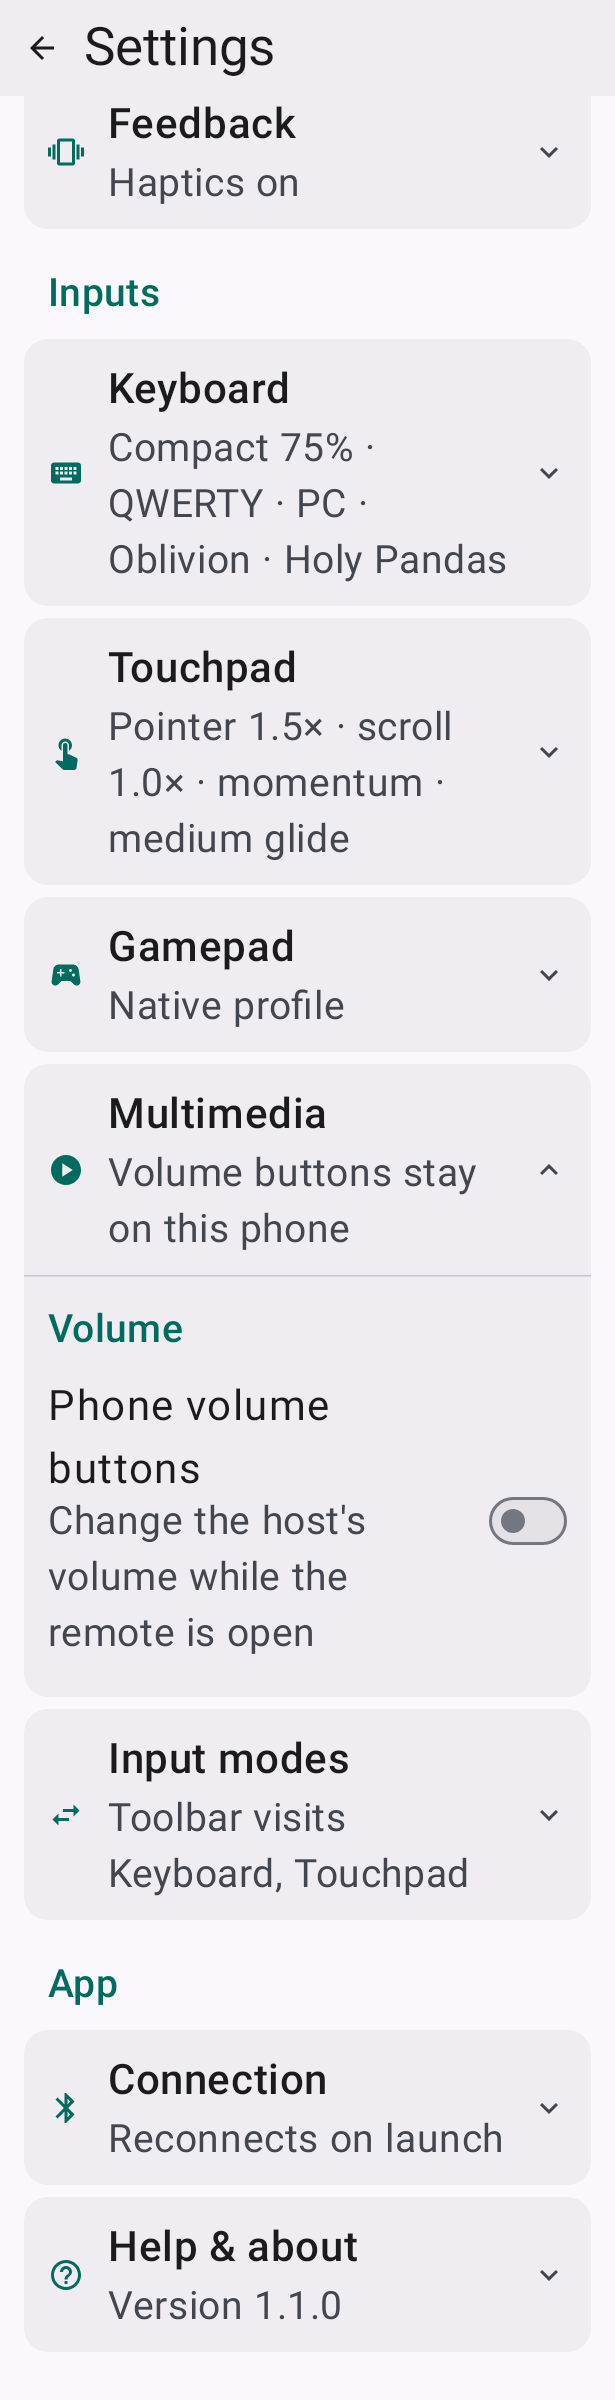 Settings
Feedback
Haptics on
Inputs
Keyboard
Compact 75% ·
QWERTY · PC ·
Oblivion · Holy Pandas
Touchpad
Pointer 1.5× · scroll
1.0× · momentum ·
medium glide
Gamepad
Native profile
Multimedia
Volume buttons stay
on this phone
Volume
Phone volume
buttons
Change the host's
volume while the
remote is open
Input modes
Toolbar visits
Keyboard, Touchpad
App
Connection
Reconnects on launch
Help & about
Version 1.1.0